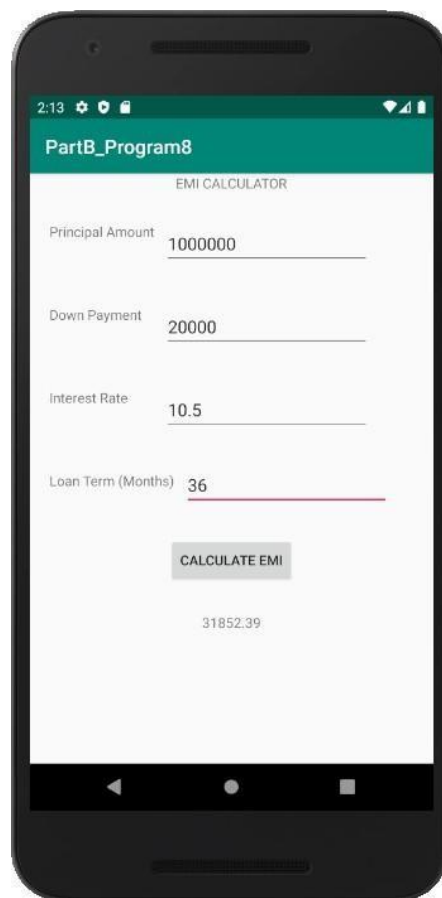 2:13
PartB_Program8
EMI CALCULATOR
Principal Amount 1000000
Down Payment 20000
Interest Rate 10.5
Loan Term (Months) 36
CALCULATE EMI
31852.39